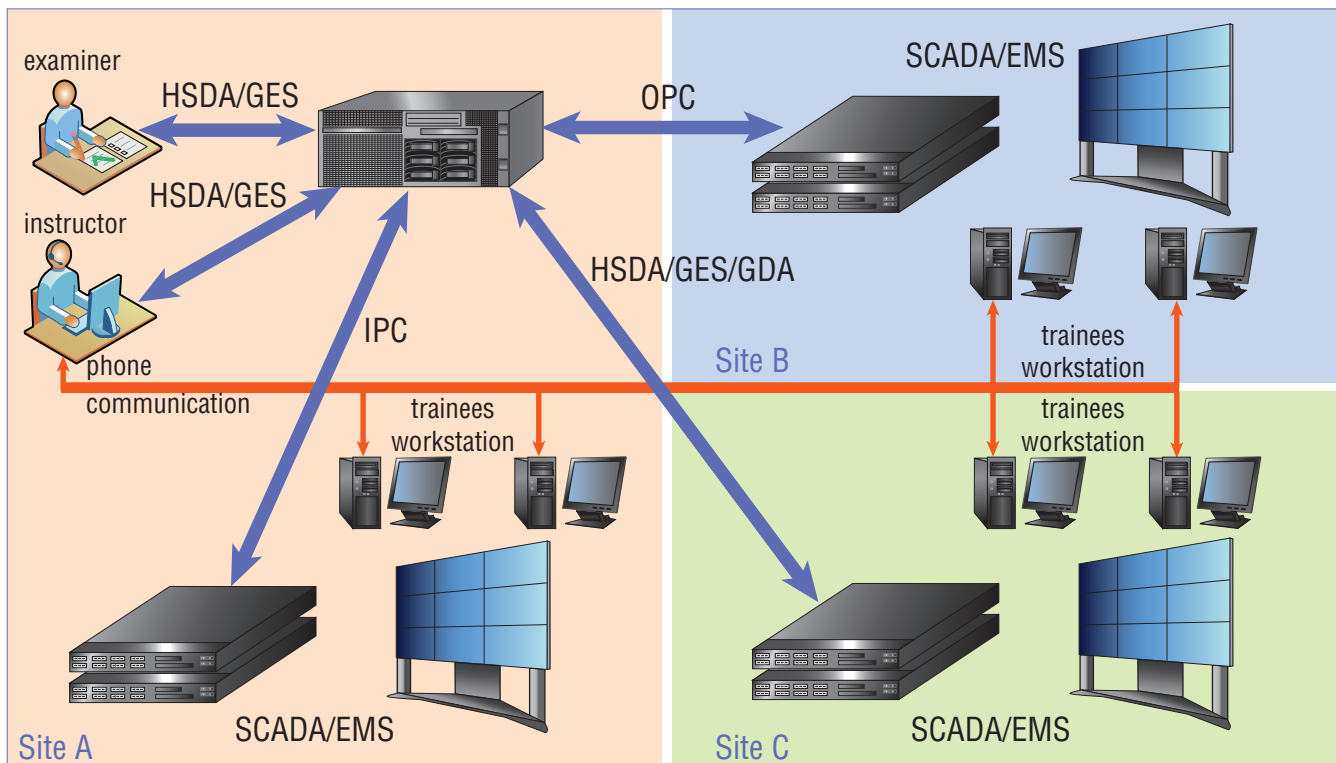 examiner
HSDA/GES
HSDA/GES
instructor
IPC
phone
communication
trainees
workstation
SCADA/EMS
Site A
OPC
SCADA/EMS
HSDA/GES/GDA
Site B
trainees
workstation
trainees
workstation
SCADA/EMS
Site C